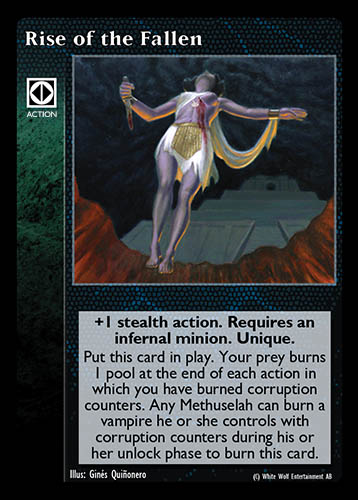 Rise of the Fallen
ACTION
+1 stealth action. Requires an
infernal minion. Unique.
Put this card in play. Your prey burns
1 pool at the end of each action in
which you have burned corruption
counters. Any Methuselah can burn a
vampire he or she controls with
corruption counters during his or
her unlock phase to burn this card.
Illus: Ginés Quiñonero
(C) White Wolf Entertainment AB